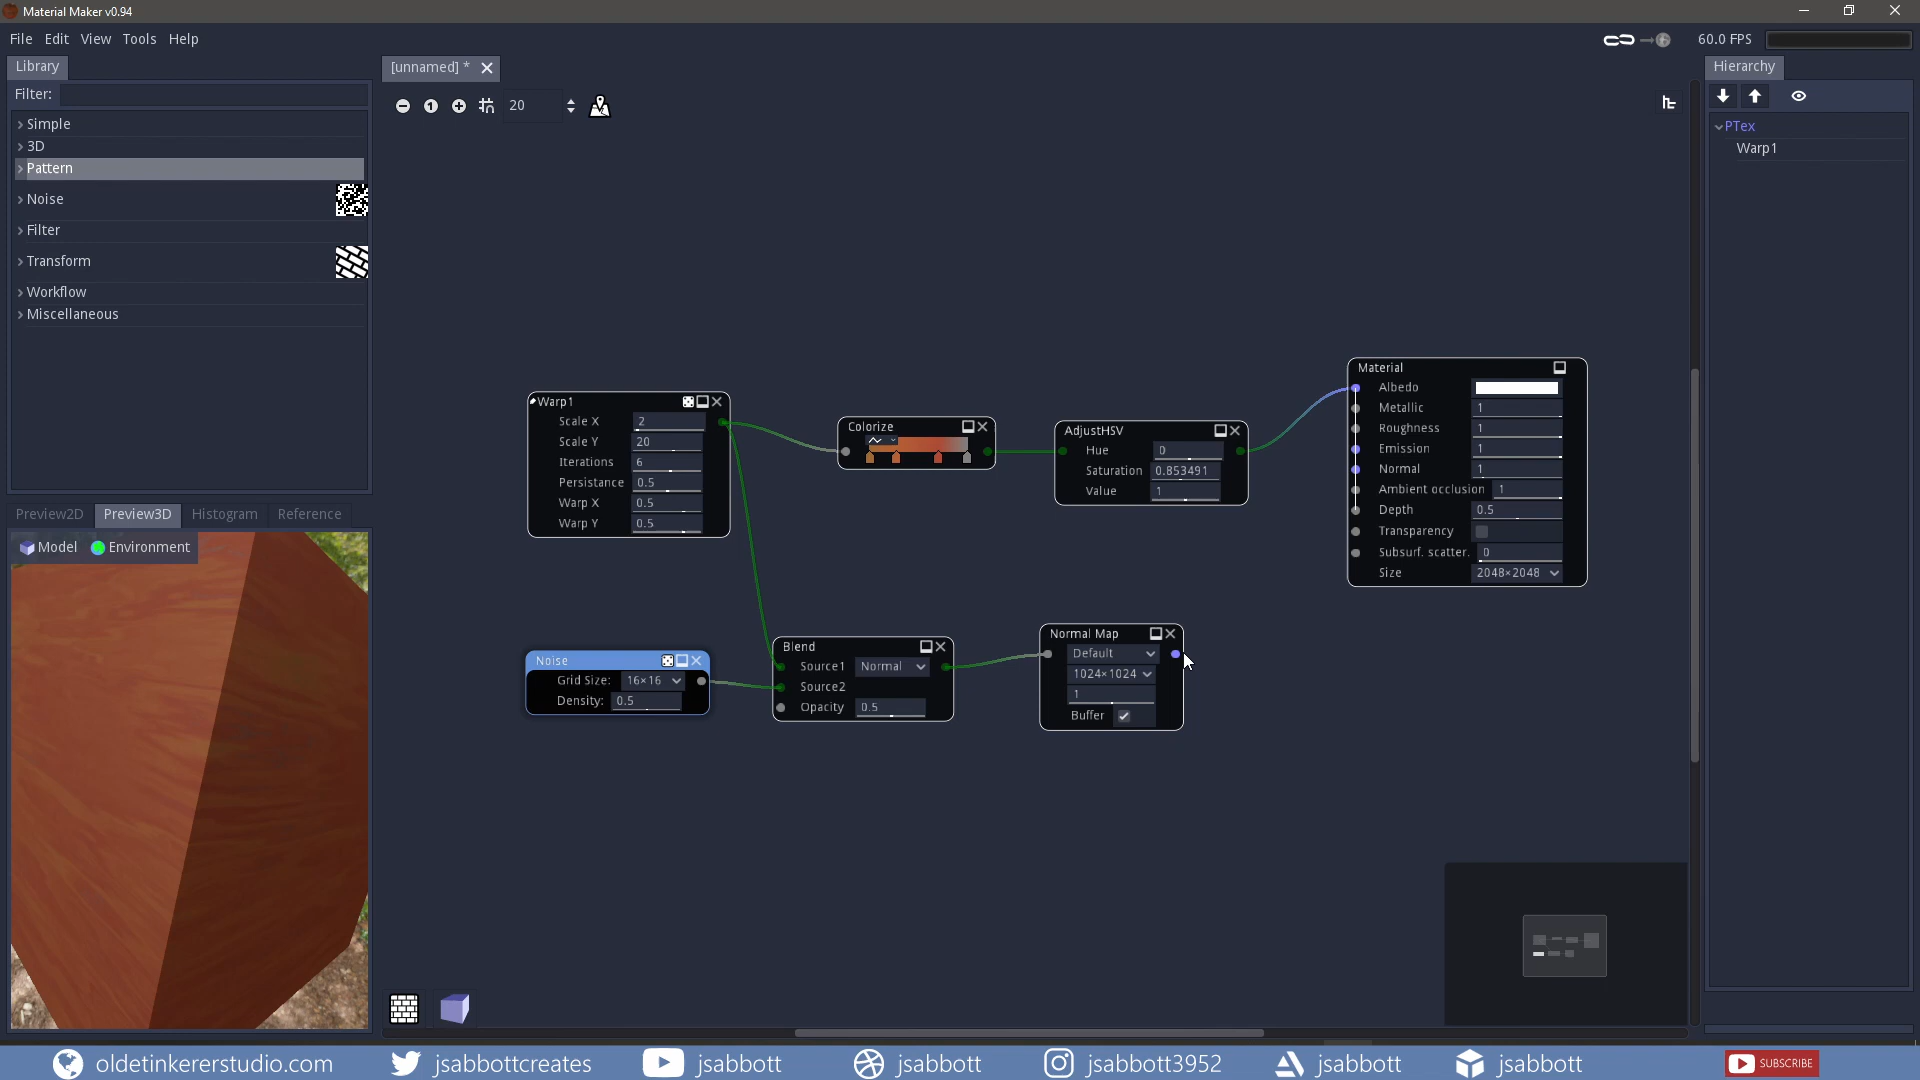 Material Maker v0.94
File Edit View Tools Help
60.0 FPS
Library
Filter:
Simple
3D
Pattern
Noise
Filter
Transform
Workflow
Miscellaneous
[unnamed] *
1
20
Hierarchy
PTex
Warp1
Preview2D Preview3D Histogram Reference
Model Environment
Warp1
Scale X 2
Scale Y 20
Iterations 6
Persistance 0.5
Warp X 0.5
Warp Y 0.5
Colorize
AdjustHSV
Hue 0
Saturation 0.853491
Value 1
Material
Albedo
Metallic 1
Roughness 1
Emission 1
Normal 1
Ambient occlusion 1
Depth 0.5
Transparency
Subsurf. scatter. 0
Size 2048×2048
Noise
Grid Size: 16×16
Density: 0.5
Blend
Source1 Normal
Source2
Opacity 0.5
Normal Map
Default
1024×1024
1
Buffer
oldetinkererstudio.com jsabbottcreates jsabbott jsabbott jsabbott3952 jsabbott jsabbott SUBSCRIBE